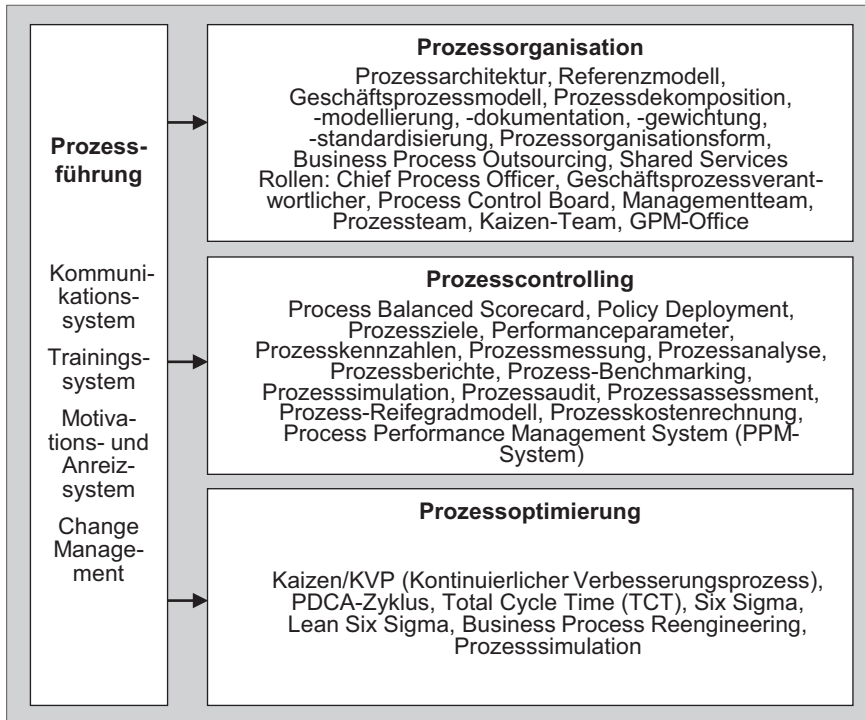 Prozess-
führung
Kommuni-
kations-
system
Trainings-
system
Motiva-
tions- und
Anreiz-
system
Change
Manage-
ment
Prozessorganisation
Prozessarchitektur, Referenzmodell,
Geschäftsprozessmodell, Prozessdekomposition,
-modellierung, -dokumentation, -gewichtung,
-standardisierung, Prozessorganisationsform,
Business Process Outsourcing, Shared Services
Rollen: Chief Process Officer, Geschäftsprozessverant-
wortlicher, Process Control Board, Managementteam,
Prozessteam, Kaizen-Team, GPM-Office
Prozesscontrolling
Process Balanced Scorecard, Policy Deployment,
Prozessziele, Performanceparameter,
Prozesskennzahlen, Prozessmessung, Prozessanalyse,
Prozessberichte, Prozess-Benchmarking,
Prozesssimulation, Prozessaudit, Prozessassessment,
Prozess-Reifegradmodell, Prozesskostenrechnung,
Process Performance Management System (PPM-
System)
Prozessoptimierung
Kaizen/KVP (Kontinuierlicher Verbesserungsprozess),
PDCA-Zyklus, Total Cycle Time (TCT), Six Sigma,
Lean Six Sigma, Business Process Reengineering,
Prozesssimulation